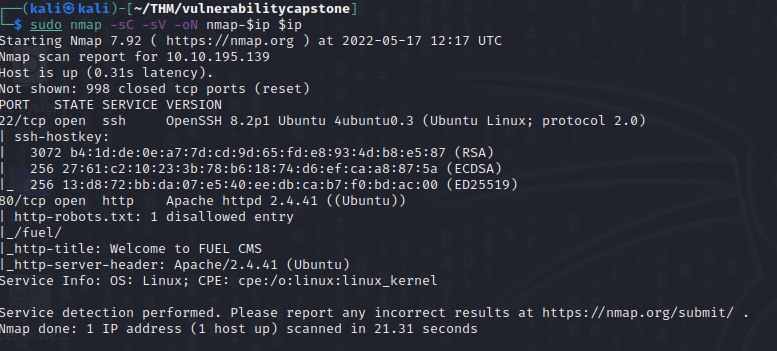 ┌──(kali㉿kali)-[~/THM/vulnerabilitycapstone]
└─$ sudo nmap -sC -sV -oN nmap-$ip $ip
Starting Nmap 7.92 ( https://nmap.org ) at 2022-05-17 12:17 UTC
Nmap scan report for 10.10.195.139
Host is up (0.31s latency).
Not shown: 998 closed tcp ports (reset)
PORT   STATE SERVICE VERSION
22/tcp open  ssh     OpenSSH 8.2p1 Ubuntu 4ubuntu0.3 (Ubuntu Linux; protocol 2.0)
| ssh-hostkey:
|   3072 b4:1d:de:0e:a7:7d:cd:9d:65:fd:e8:93:4d:b8:e5:87 (RSA)
|   256 27:61:c2:10:23:3b:78:b6:18:74:d6:ef:ca:a8:87:5a (ECDSA)
|_  256 13:d8:72:bb:da:07:e5:40:ee:db:ca:b7:f0:bd:ac:00 (ED25519)
80/tcp open  http    Apache httpd 2.4.41 ((Ubuntu))
| http-robots.txt: 1 disallowed entry
|_/fuel/
|_http-title: Welcome to FUEL CMS
|_http-server-header: Apache/2.4.41 (Ubuntu)
Service Info: OS: Linux; CPE: cpe:/o:linux:linux_kernel

Service detection performed. Please report any incorrect results at https://nmap.org/submit/ .
Nmap done: 1 IP address (1 host up) scanned in 21.31 seconds